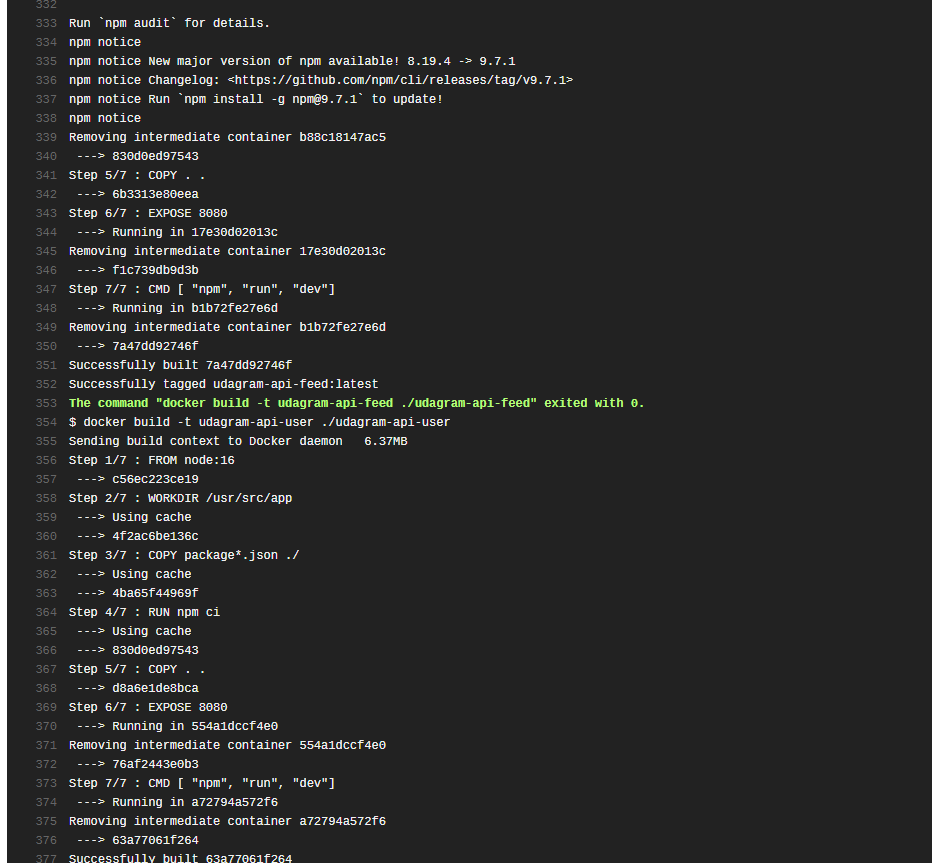 332
333 Run `npm audit` for details.
334 npm notice
335 npm notice New major version of npm available! 8.19.4 -> 9.7.1
336 npm notice Changelog: <https://github.com/npm/cli/releases/tag/v9.7.1>
337 npm notice Run `npm install -g npm@9.7.1` to update!
338 npm notice
339 Removing intermediate container b88c18147ac5
340  ---> 830d0ed97543
341 Step 5/7 : COPY . .
342  ---> 6b3313e80eea
343 Step 6/7 : EXPOSE 8080
344  ---> Running in 17e30d02013c
345 Removing intermediate container 17e30d02013c
346  ---> f1c739db9d3b
347 Step 7/7 : CMD [ "npm", "run", "dev"]
348  ---> Running in b1b72fe27e6d
349 Removing intermediate container b1b72fe27e6d
350  ---> 7a47dd92746f
351 Successfully built 7a47dd92746f
352 Successfully tagged udagram-api-feed:latest
353 The command "docker build -t udagram-api-feed ./udagram-api-feed" exited with 0.
354 $ docker build -t udagram-api-user ./udagram-api-user
355 Sending build context to Docker daemon   6.37MB
356 Step 1/7 : FROM node:16
357  ---> c56ec223ce19
358 Step 2/7 : WORKDIR /usr/src/app
359  ---> Using cache
360  ---> 4f2ac6be136c
361 Step 3/7 : COPY package*.json ./
362  ---> Using cache
363  ---> 4ba65f44969f
364 Step 4/7 : RUN npm ci
365  ---> Using cache
366  ---> 830d0ed97543
367 Step 5/7 : COPY . .
368  ---> d8a6e1de8bca
369 Step 6/7 : EXPOSE 8080
370  ---> Running in 554a1dccf4e0
371 Removing intermediate container 554a1dccf4e0
372  ---> 76af2443e0b3
373 Step 7/7 : CMD [ "npm", "run", "dev"]
374  ---> Running in a72794a572f6
375 Removing intermediate container a72794a572f6
376  ---> 63a77061f264
377 Successfully built 63a77061f264